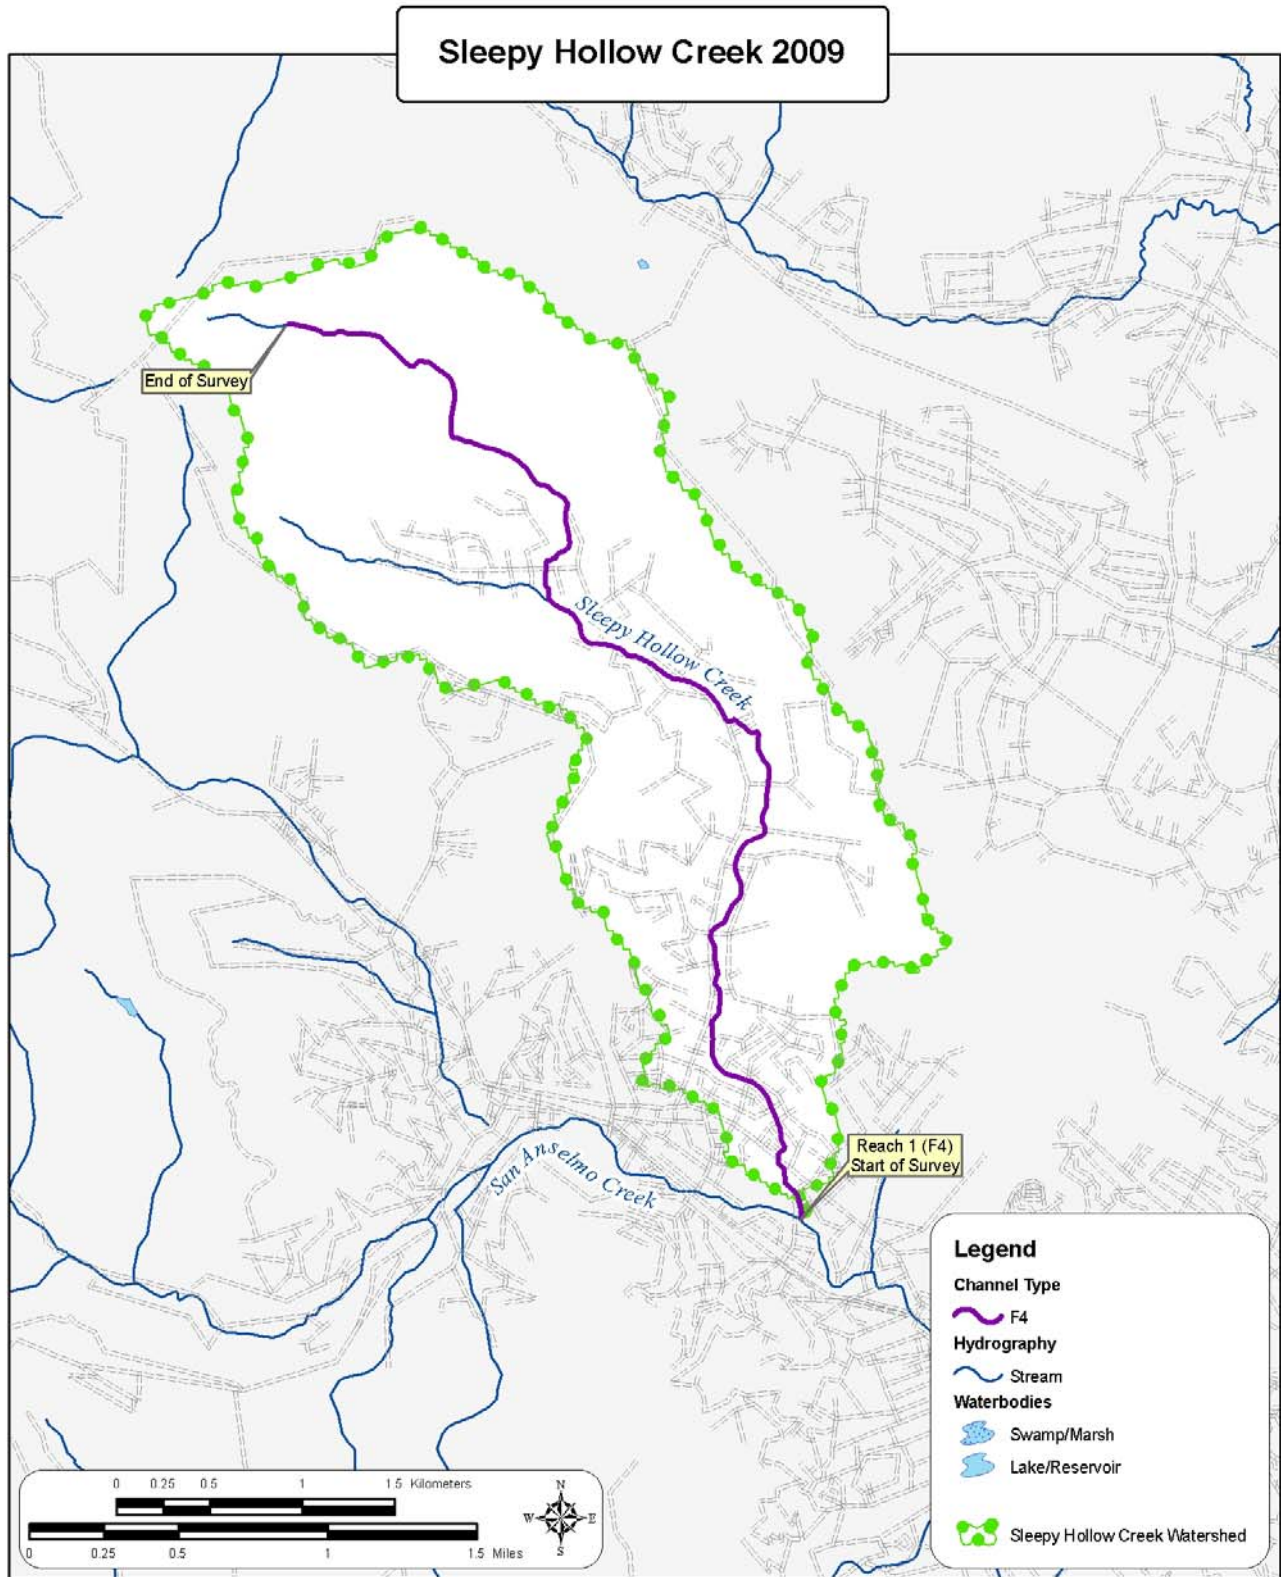 Sleepy Hollow Creek 2009
End of Survey
Sleepy Hollow Creek
San Anselmo Creek
Reach 1 (F4)
Start of Survey
Legend
Channel Type
F4
Hydrography
Stream
Waterbodies
Swamp/Marsh
Lake/Reservoir
Sleepy Hollow Creek Watershed
0 0.25 0.5 1 1.5 Kilometers
0 0.25 0.5 1 1.5 Miles
N
W E
S